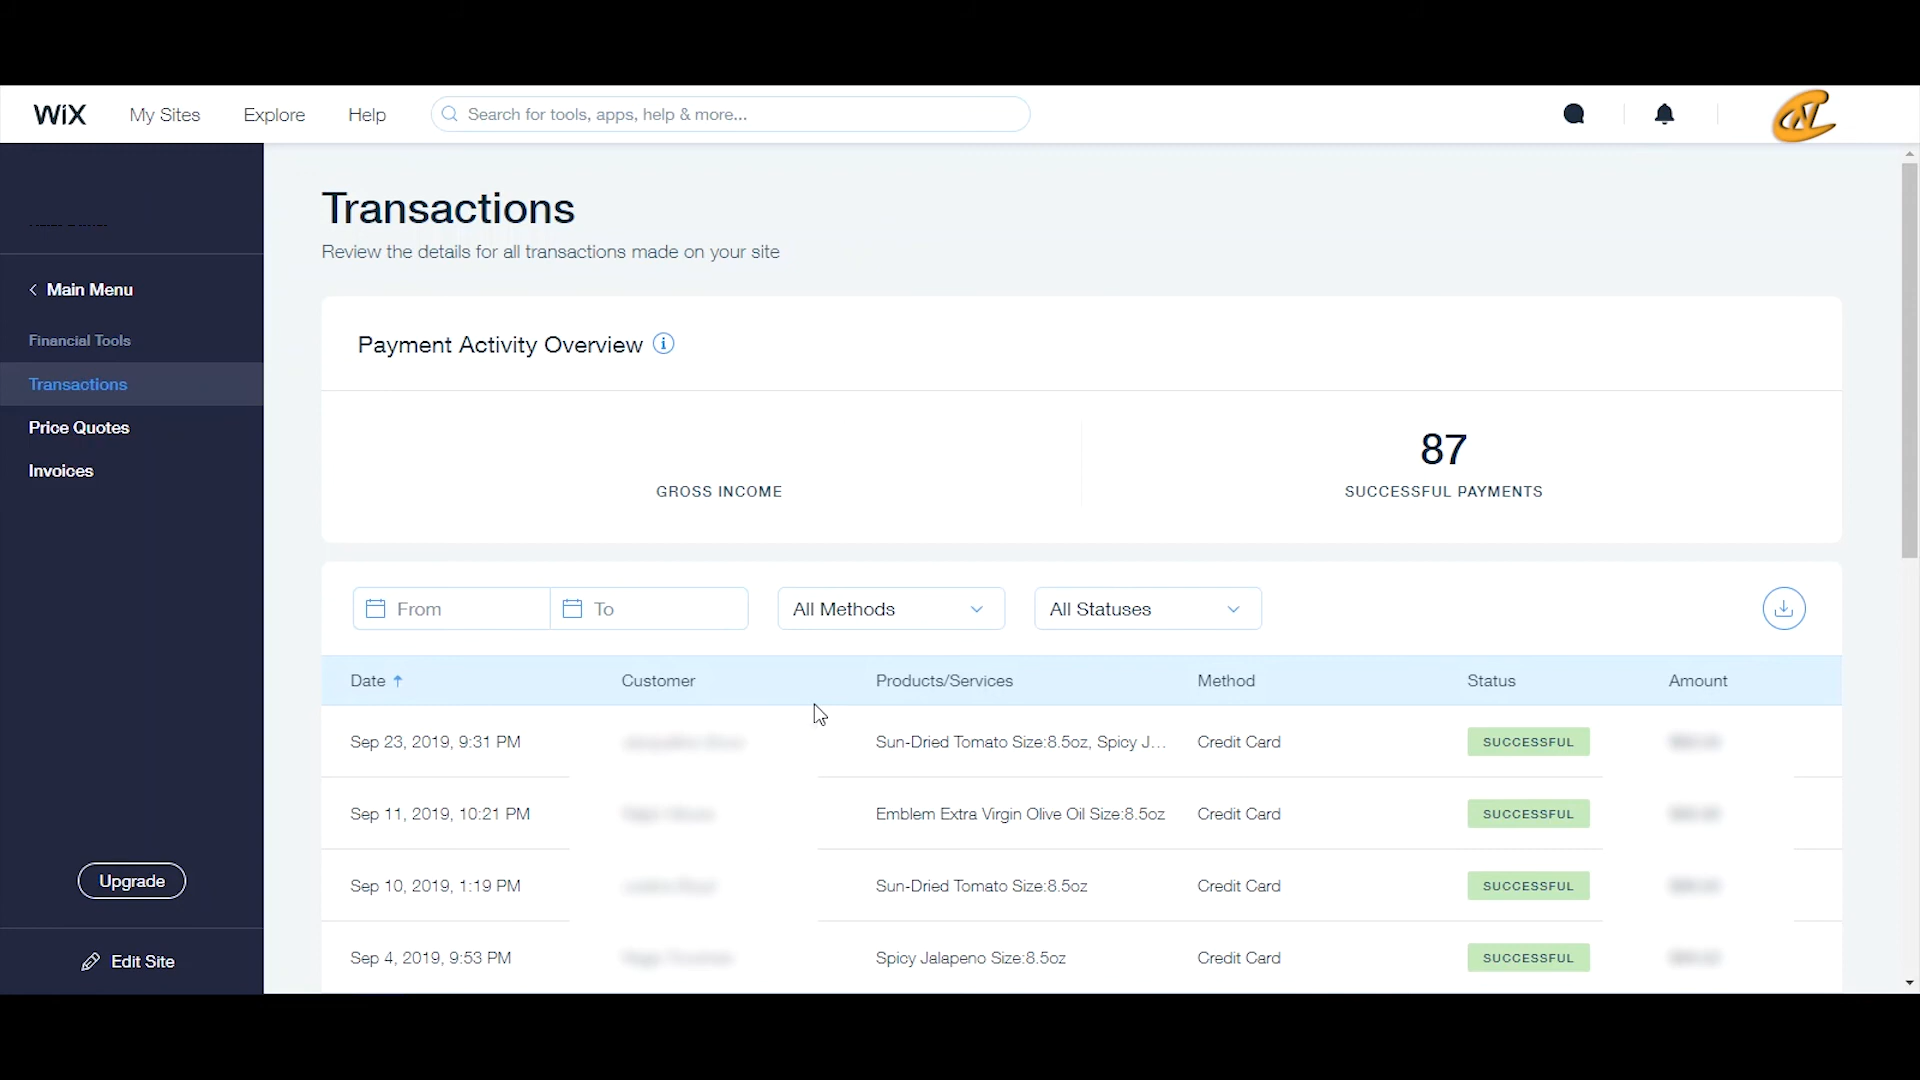 WiX My Sites Explore Help Search for tools, apps, help & more...
Transactions
Review the details for all transactions made on your site
Main Menu
Financial Tools
Transactions
Price Quotes
Invoices
Upgrade
Edit Site
Payment Activity Overview
87
GROSS INCOME SUCCESSFUL PAYMENTS
From To All Methods All Statuses
Date Customer Products/Services Method Status Amount
Sep 23, 2019, 9:31 PM Sun-Dried Tomato Size:8.5oz, Spicy J... Credit Card SUCCESSFUL
Sep 11, 2019, 10:21 PM Emblem Extra Virgin Olive Oil Size:8.5oz Credit Card SUCCESSFUL
Sep 10, 2019, 1:19 PM Sun-Dried Tomato Size:8.5oz Credit Card SUCCESSFUL
Sep 4, 2019, 9:53 PM Spicy Jalapeno Size:8.5oz Credit Card SUCCESSFUL